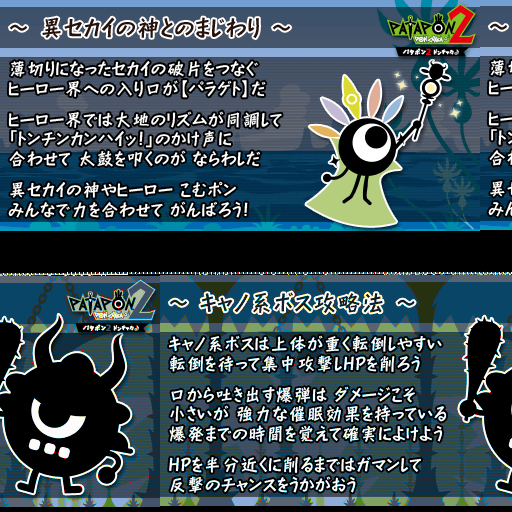 ～ 異セカイの神とのまじわり ～
PATAPON 2
パタポン2 ドンチャカ♪
薄切りになったセカイの破片をつなぐ
ヒーロー界への入り口が【パラゲト】だ
ヒーロー界では大地のリズムが同調して
「トンチンカンハイッ!」のかけ声に
合わせて 太鼓を叩くのが ならわしだ
異セカイの神やヒーロー こむポン
みんなで力を合わせて がんばろう!
～
薄切
ヒー
ヒー
「トン
合わ
異セ
みん
PATAPON 2
パタポン2 ドンチャカ♪
～ キャノ系ボス攻略法 ～
キャノ系ボスは上体が重く転倒しやすい
転倒を待って集中攻撃しHPを削ろう
口から吐き出す爆弾は ダメージこそ
小さいが 強力な催眠効果を持っている
爆発までの時間を覚えて確実によけよう
HPを半分近くに削るまではガマンして
反撃のチャンスをうかがおう